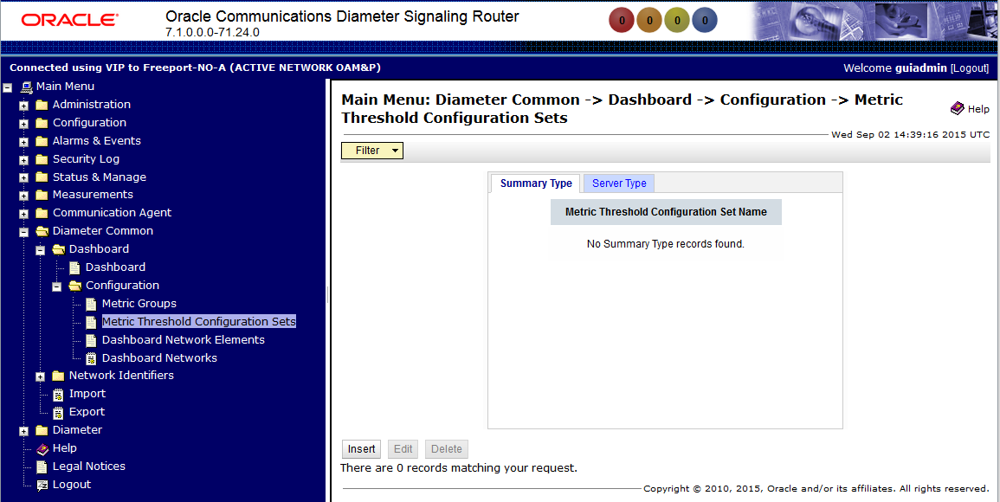 ORACLE®
Oracle Communications Diameter Signaling Router
7.1.0.0.0-71.24.0
0 0 0 0
Connected using VIP to Freeport-NO-A (ACTIVE NETWORK OAM&P)
Welcome guiadmin [Logout]
Main Menu
Administration
Configuration
Alarms & Events
Security Log
Status & Manage
Measurements
Communication Agent
Diameter Common
Dashboard
Dashboard
Configuration
Metric Groups
Metric Threshold Configuration Sets
Dashboard Network Elements
Dashboard Networks
Network Identifiers
Import
Export
Diameter
Help
Legal Notices
Logout
Main Menu: Diameter Common -> Dashboard -> Configuration -> Metric
Threshold Configuration Sets
Help
Wed Sep 02 14:39:16 2015 UTC
Filter
Summary Type Server Type
Metric Threshold Configuration Set Name
No Summary Type records found.
Insert Edit Delete
There are 0 records matching your request.
Copyright © 2010, 2015, Oracle and/or its affiliates. All rights reserved.